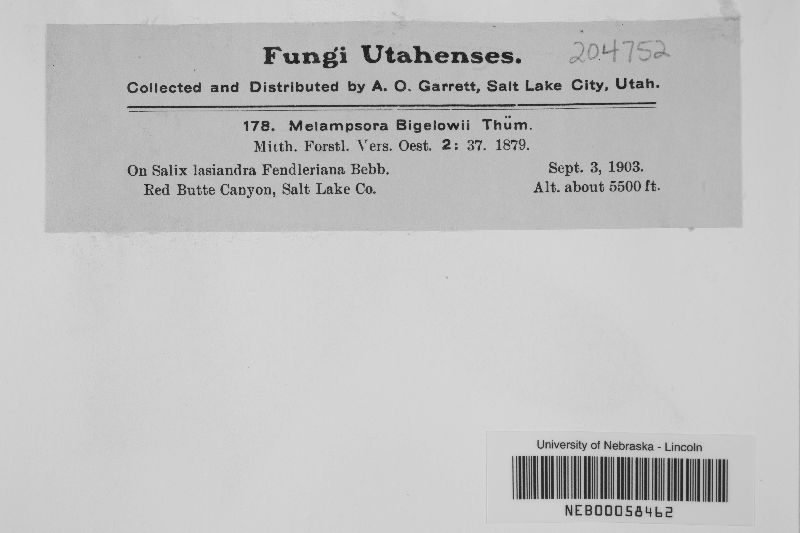 Fungi Utahenses. 204752
Collected and Distributed by A. O. Garrett, Salt Lake City, Utah.
178. Melampsora Bigelowii Thüm.
Mitth. Forstl. Vers. Oest. 2: 37. 1879.
On Salix lasiandra Fendleriana Bebb. Sept. 3, 1903.
Red Butte Canyon, Salt Lake Co. Alt. about 5500 ft.
University of Nebraska - Lincoln
NEB00058462